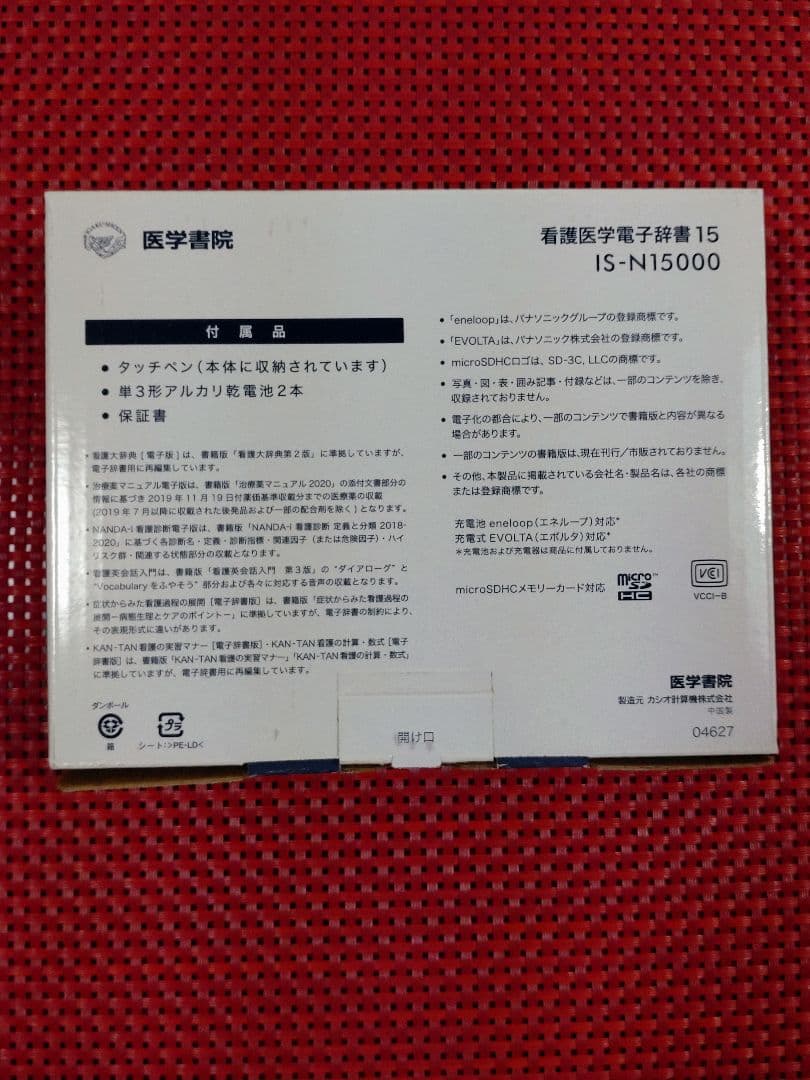 医学書院
看護医学電子辞書15
IS-N15000
付属品
● タッチペン(本体に収納されています)
● 単3形アルカリ乾電池2本
● 保証書
・看護大辞典[電子版]は、書籍版「看護大辞典第2版」に準拠していますが、
電子辞書用に再編集しています。
・治療薬マニュアル電子版は、書籍版「治療薬マニュアル2020」の添付文書部分の
情報に基づき2019年11月19日付薬価基準収載分までの医療薬の収載
(2019年7月以降に収載された後発品および一部の配合剤を除く)となります。
・NANDA-I看護診断電子版は、書籍版「NANDA-I看護診断 定義と分類 2018-
2020」に基づく各診断名・定義・診断指標・関連因子(または危険因子)・ハイ
リスク群・関連する状態部分の収載となります。
・看護英会話入門は、書籍版「看護英会話入門 第3版」の“ダイアローグ”と
“Vocabularyをふやそう”部分および各々に対応する音声の収載となります。
・症状からみた看護過程の展開[電子辞書版]は、書籍版「症状からみた看護過程の
展開ー病態生理とケアのポイントー」に準拠していますが、電子辞書の制約により、
その表現形式に違いがあります。
・KAN-TAN看護の実習マナー[電子辞書版]・KAN-TAN看護の計算・数式[電子
辞書版]は、書籍版「KAN-TAN看護の実習マナー」「KAN-TAN看護の計算・数式」
に準拠していますが、電子辞書用に再編集しています。
ダンボール
箱
プラ
シート:>PE-LD<
● 「eneloop」は、パナソニックグループの登録商標です。
● 「EVOLTA」は、パナソニック株式会社の登録商標です。
● microSDHCロゴは、SD-3C, LLCの商標です。
● 写真・図・表・囲み記事・付録などは、一部のコンテンツを除き、
収録されておりません。
● 電子化の都合により、一部のコンテンツで書籍版と内容が異なる
場合があります。
● 一部のコンテンツの書籍版は、現在刊行/市販されておりません。
● その他、本製品に掲載されている会社名・製品名は、各社の商標
または登録商標です。
充電池 eneloop(エネループ)対応*
充電式EVOLTA(エボルタ)対応*
*充電池および充電器は商品に付属しておりません。
microSDHCメモリーカード対応
micro SD HC™
VCI
VCCI-B
医学書院
製造元 カシオ計算機株式会社
中国製
04627
開け口